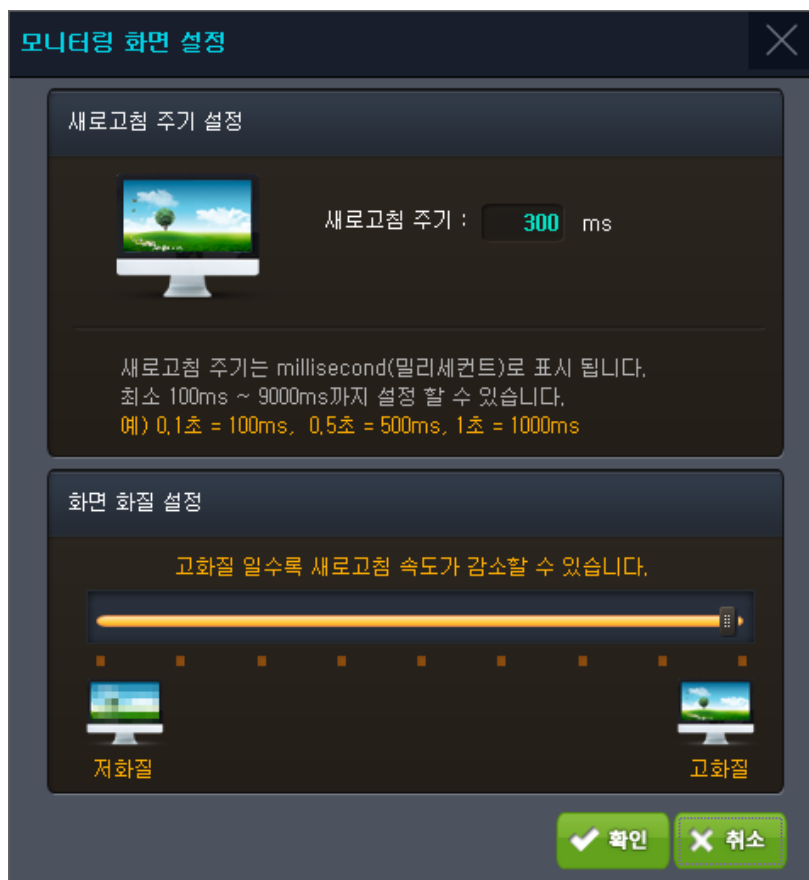 모니터링 화면 설정
새로고침 주기 설정
새로고침 주기 : 300 ms
새로고침 주기는 millisecond(밀리세컨트)로 표시 됩니다.
최소 100ms ~ 9000ms까지 설정 할 수 있습니다.
예) 0.1초 = 100ms, 0.5초 = 500ms, 1초 = 1000ms
화면 화질 설정
고화질 일수록 새로고침 속도가 감소할 수 있습니다.
저화질 고화질
확인 취소